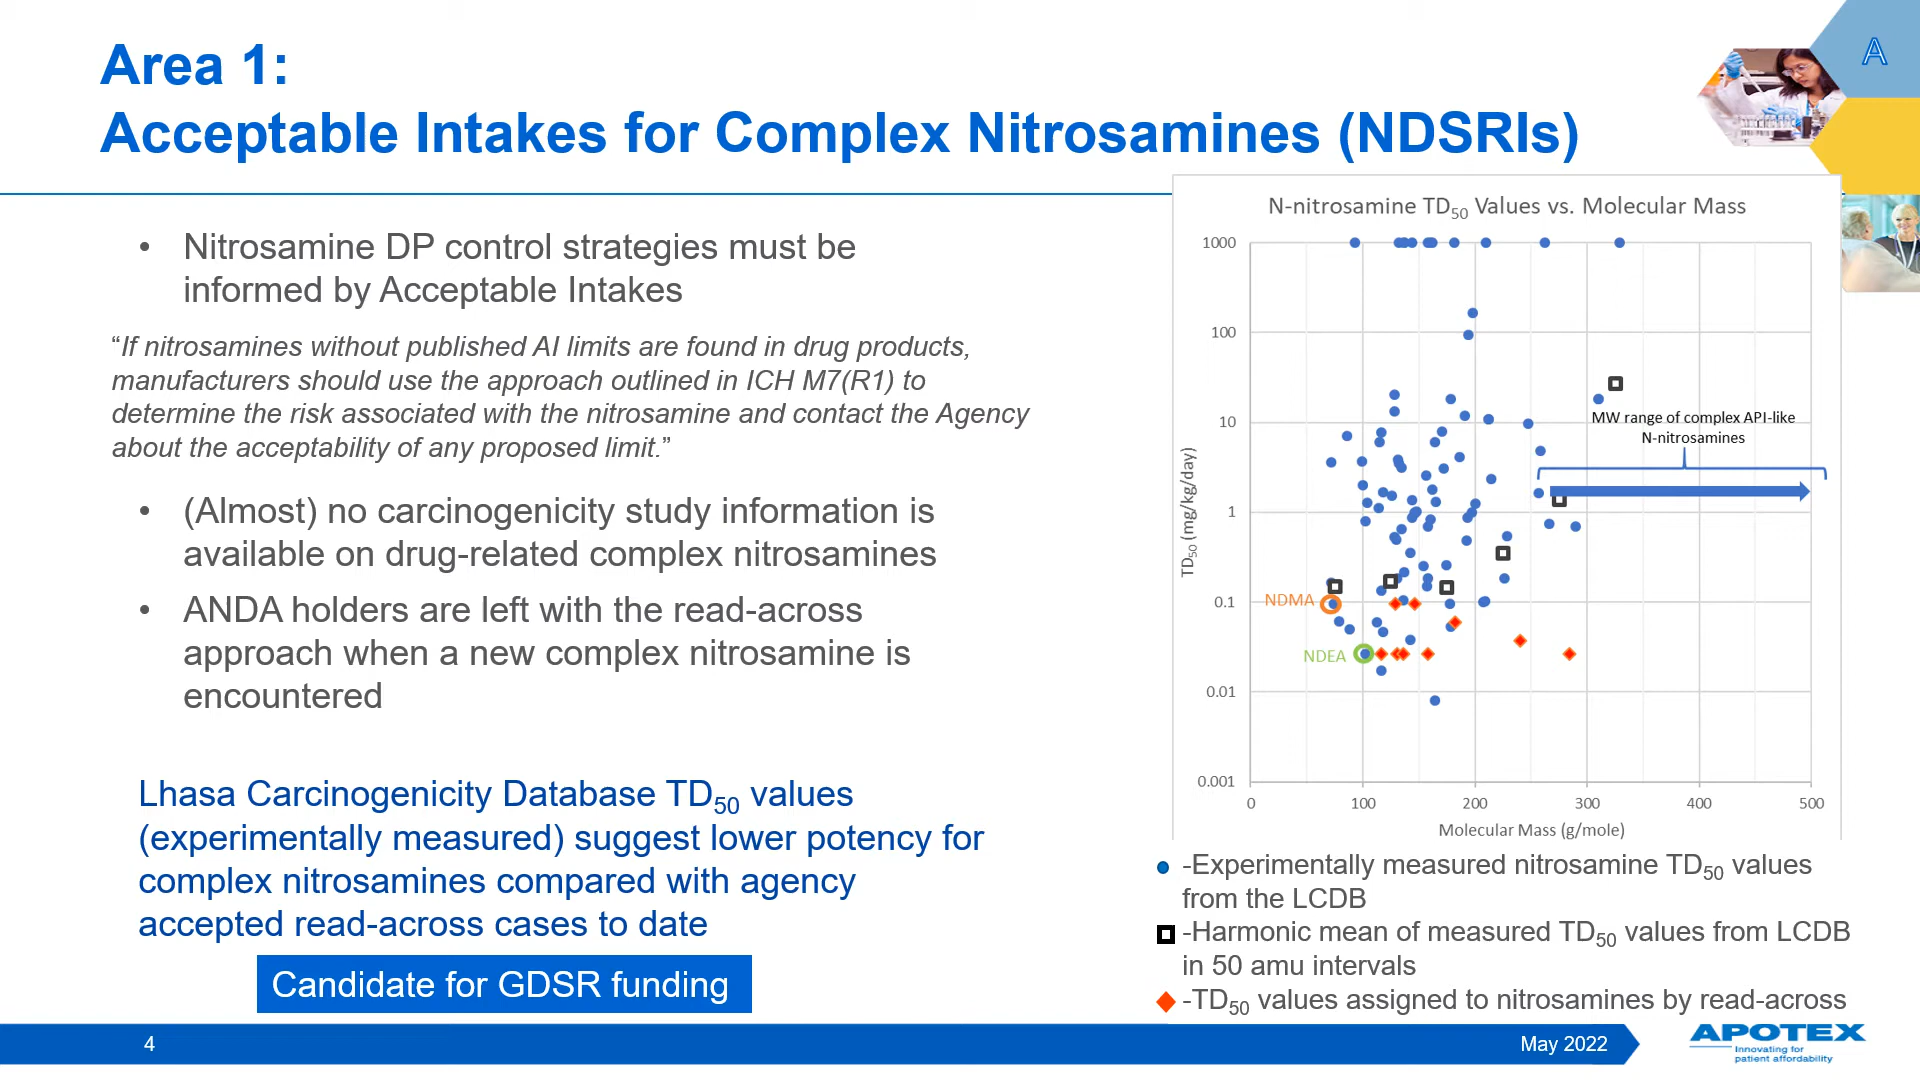 Area 1:
Acceptable Intakes for Complex Nitrosamines (NDSRIs)
A
• Nitrosamine DP control strategies must be
informed by Acceptable Intakes
“If nitrosamines without published AI limits are found in drug products,
manufacturers should use the approach outlined in ICH M7(R1) to
determine the risk associated with the nitrosamine and contact the Agency
about the acceptability of any proposed limit.”
• (Almost) no carcinogenicity study information is
available on drug-related complex nitrosamines
• ANDA holders are left with the read-across
approach when a new complex nitrosamine is
encountered
Lhasa Carcinogenicity Database TD50 values
(experimentally measured) suggest lower potency for
complex nitrosamines compared with agency
accepted read-across cases to date
Candidate for GDSR funding
N-nitrosamine TD50 Values vs. Molecular Mass
1000
100
10
1
0.1
0.01
0.001
TD50 (mg/kg/day)
MW range of complex API-like
N-nitrosamines
NDMA
NDEA
0 100 200 300 400 500
Molecular Mass (g/mole)
-Experimentally measured nitrosamine TD50 values
from the LCDB
-Harmonic mean of measured TD50 values from LCDB
in 50 amu intervals
-TD50 values assigned to nitrosamines by read-across
4
May 2022
APOTEX
Innovating for
patient affordability